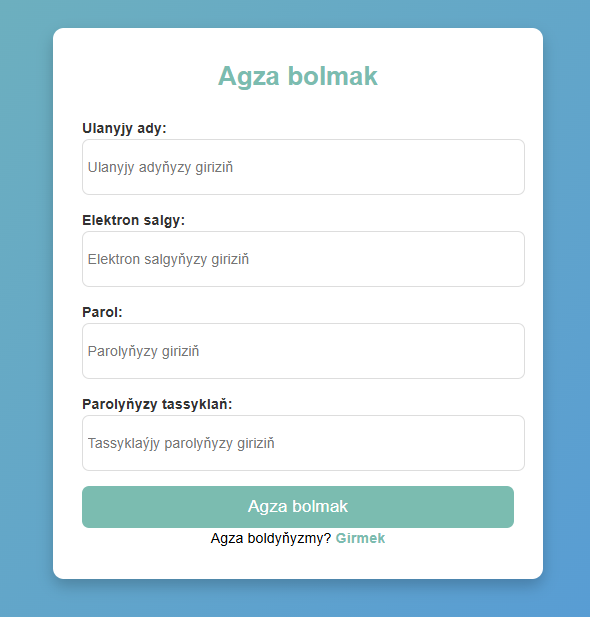 Agza bolmak
Ulanyjy ady:
Ulanyjy adyňyzy giriziň
Elektron salgy:
Elektron salgyňyzy giriziň
Parol:
Parolyňyzy giriziň
Parolyňyzy tassyklaň:
Tassyklaýjy parolyňyzy giriziň
Agza bolmak
Agza boldyňyzmy? Girmek